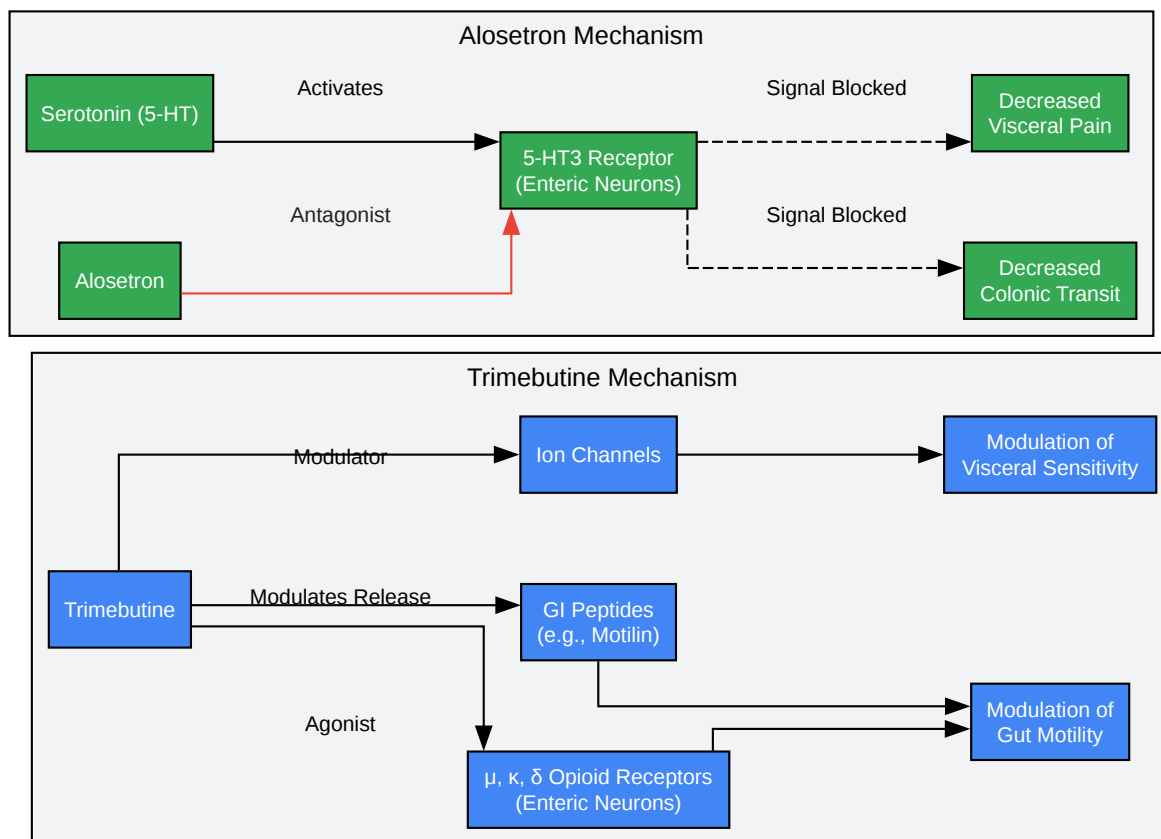 Alosetron Mechanism
Activates
Signal Blocked
Serotonin (5-HT)
Decreased
Visceral Pain
5-HT3 Receptor
(Enteric Neurons)
Antagonist
Signal Blocked
Alosetron
Decreased
Colonic Transit
Trimebutine Mechanism
Modulator
Ion Channels
Modulation of
Visceral Sensitivity
Trimebutine
Modulates Release
GI Peptides
(e.g., Motilin)
Agonist
Modulation of
Gut Motility
μ, κ, δ Opioid Receptors
(Enteric Neurons)